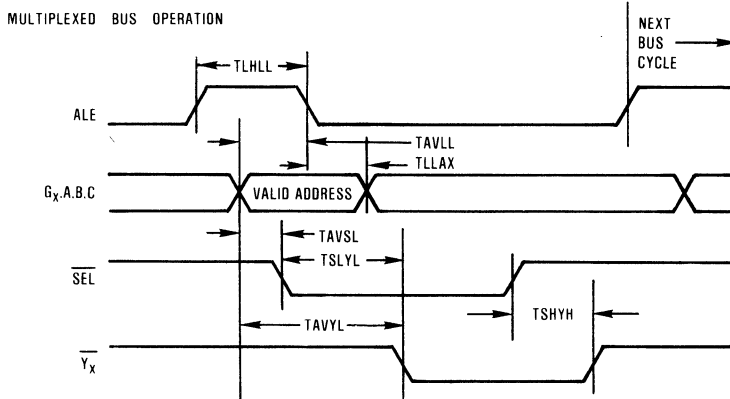 MULTIPLEXED BUS OPERATION
NEXT
BUS
CYCLE
TLHLL
ALE
TAVLL
TLLAX
GX.A.B.C
VALID ADDRESS
TAVSL
TSLYL
SEL
TAVYL
TSHYH
YX